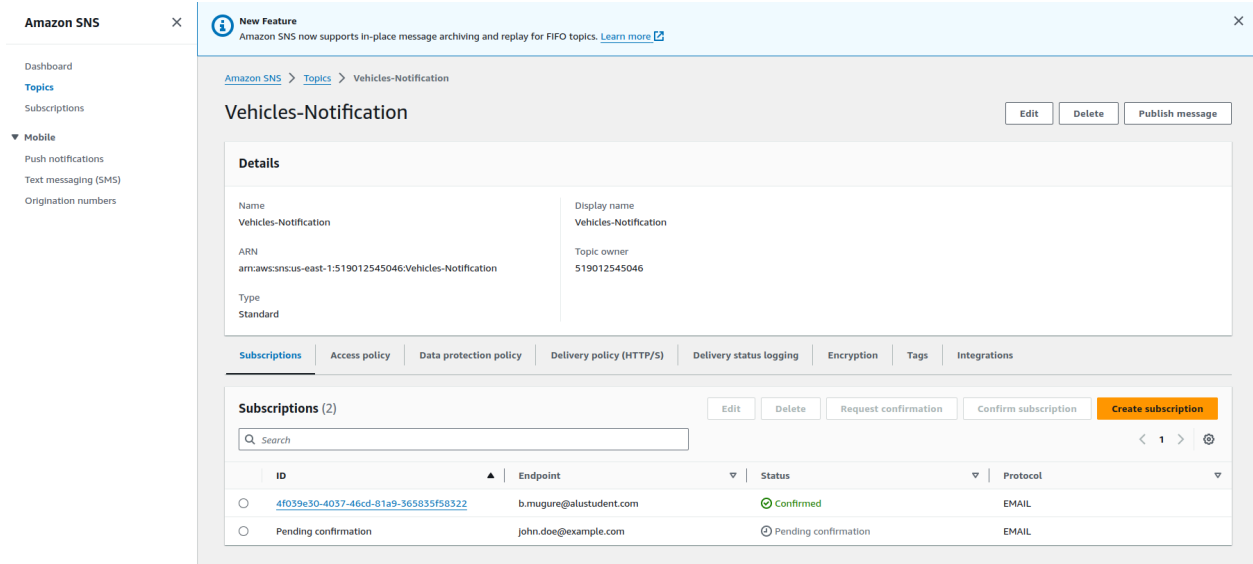 Amazon SNS
Dashboard
Topics
Subscriptions
Mobile
Push notifications
Text messaging (SMS)
Origination numbers
New Feature
Amazon SNS now supports in-place message archiving and replay for FIFO topics. Learn more
Amazon SNS > Topics > Vehicles-Notification
Vehicles-Notification
Edit Delete Publish message
Details
Name
Vehicles-Notification
ARN
arn:aws:sns:us-east-1:519012545046:Vehicles-Notification
Type
Standard
Display name
Vehicles-Notification
Topic owner
519012545046
Subscriptions Access policy Data protection policy Delivery policy (HTTP/S) Delivery status logging Encryption Tags Integrations
Subscriptions (2)
Edit Delete Request confirmation Confirm subscription Create subscription
Search
< 1 >
ID Endpoint Status Protocol
4f039e30-4037-46cd-81a9-365835f58322 b.mugure@alustudent.com Confirmed EMAIL
Pending confirmation john.doe@example.com Pending confirmation EMAIL